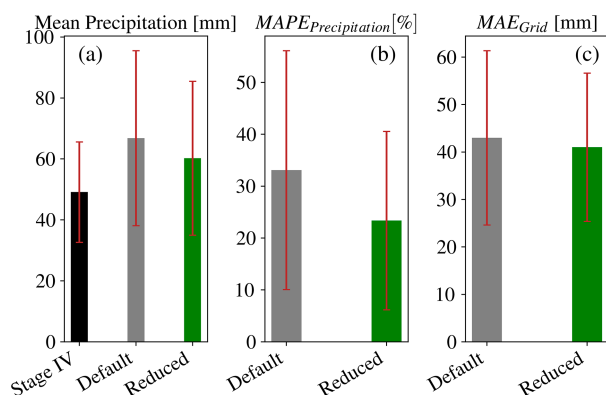 Mean Precipitation [mm]
(a)
100
80
60
40
20
0
Stage IV
Default
Reduced
MAPE_Precipitation[%]
(b)
50
40
30
20
10
0
Default
Reduced
MAE_Grid [mm]
(c)
60
50
40
30
20
10
0
Default
Reduced